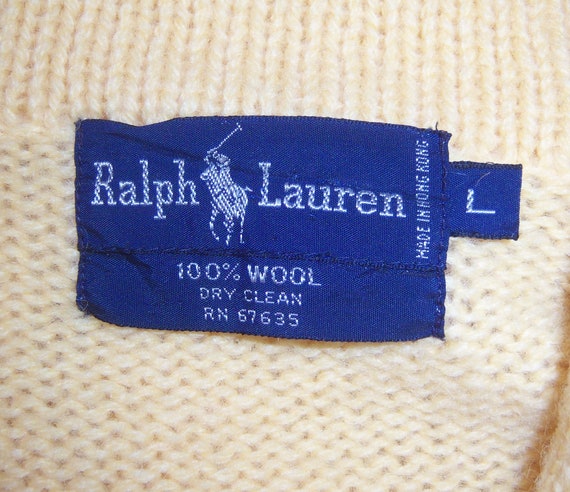 Ralph Lauren
MADE IN HONG KONG
L
100% WOOL
DRY CLEAN
RN 67635